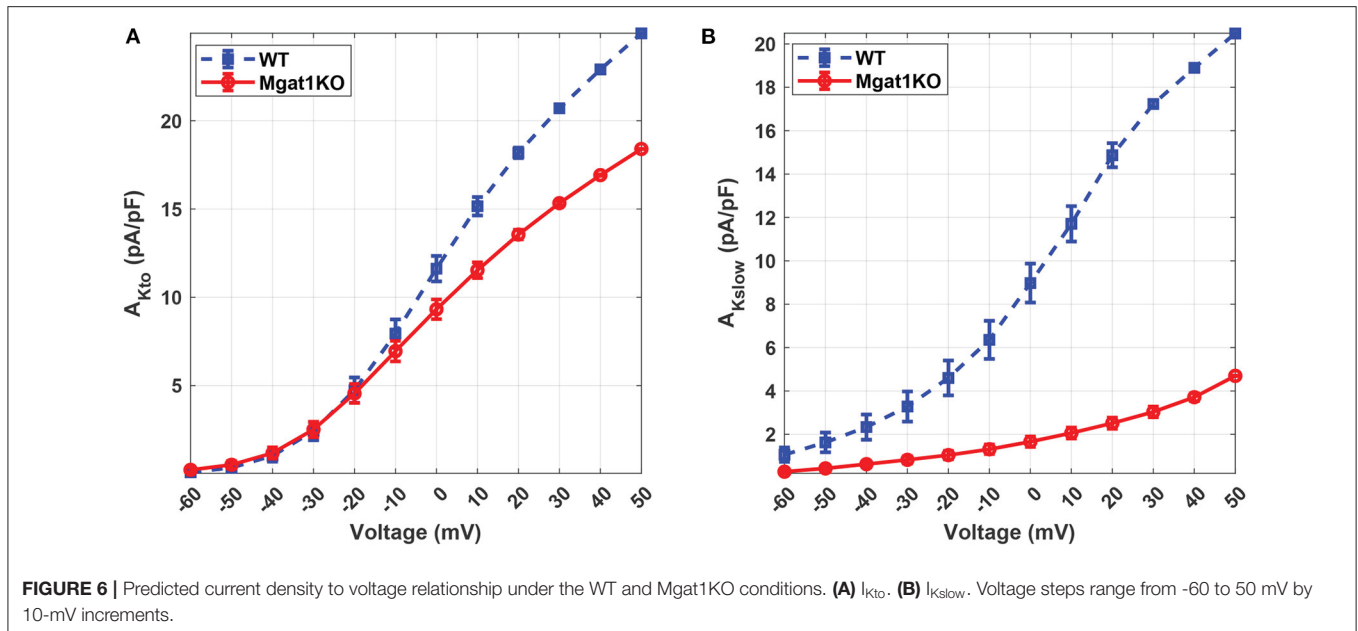 A
WT
Mgat1KO
20
15
10
5
A_Kto (pA/pF)
-60 -50 -40 -30 -20 -10 0 10 20 30 40 50
Voltage (mV)
B
WT
Mgat1KO
20
18
16
14
12
10
8
6
4
2
A_Kslow (pA/pF)
-60 -50 -40 -30 -20 -10 0 10 20 30 40 50
Voltage (mV)
FIGURE 6 | Predicted current density to voltage relationship under the WT and Mgat1KO conditions. (A) I_Kto. (B) I_Kslow. Voltage steps range from -60 to 50 mV by
10-mV increments.